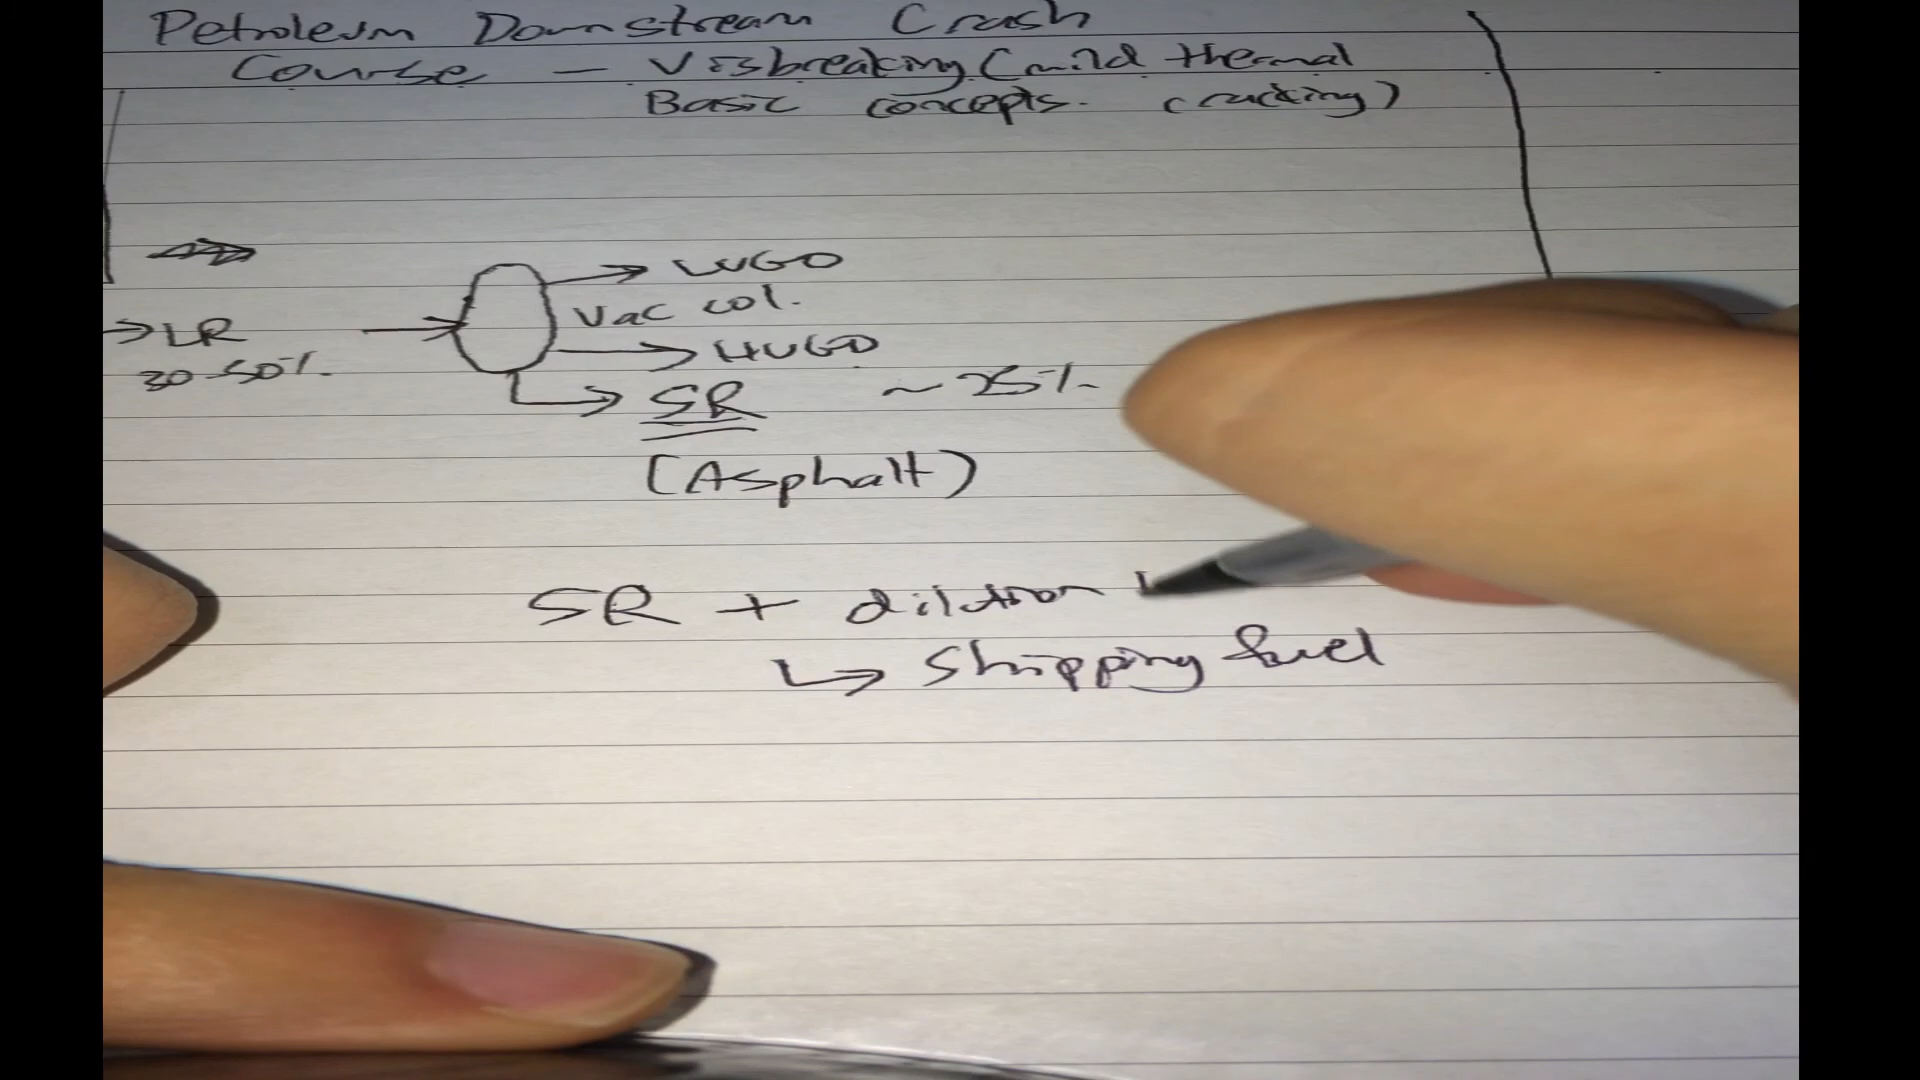 Petroleum Downstream Crash
Course - Visbreaking (mild thermal
Basic concepts. cracking)
→ LVGO
Vac col.
→ LR →
30-50%.
→ HVGO
→ SR ~25%
(Asphalt)
SR + dilution
↳ Shipping fuel